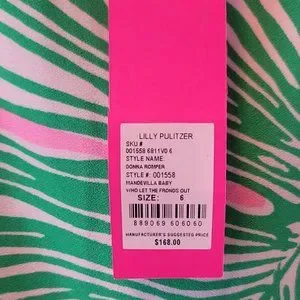 LILLY PULITZER
SKU #
001558 6811V0 6
STYLE NAME:
DONNA ROMPER
STYLE #: 001558
MANDEVILLA BABY
WHO LET THE FRONDS OUT
SIZE: 6
889069 606060
MANUFACTURER'S SUGGESTED PRICE
$168.00